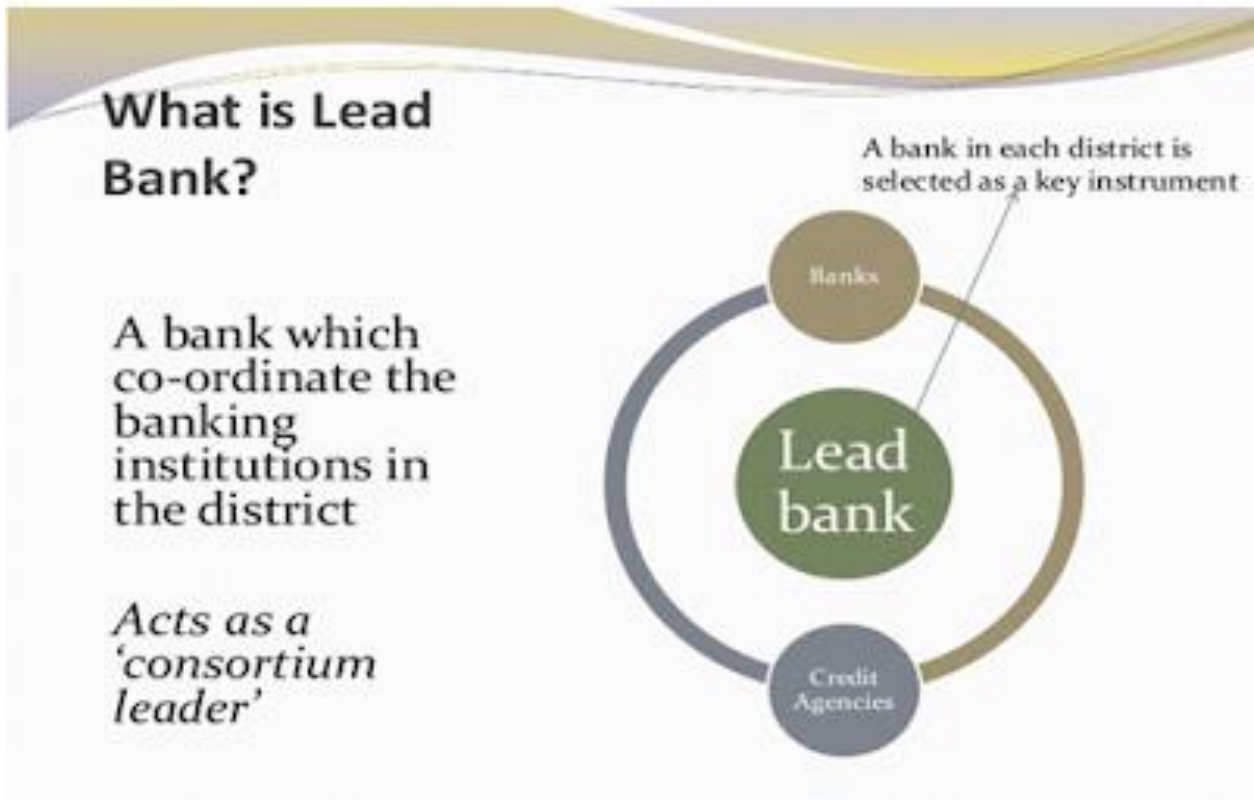 What is Lead
Bank?
A bank which
co-ordinate the
banking
institutions in
the district
Acts as a
‘consortium
leader’
A bank in each district is
selected as a key instrument
Banks
Lead
bank
Credit
Agencies